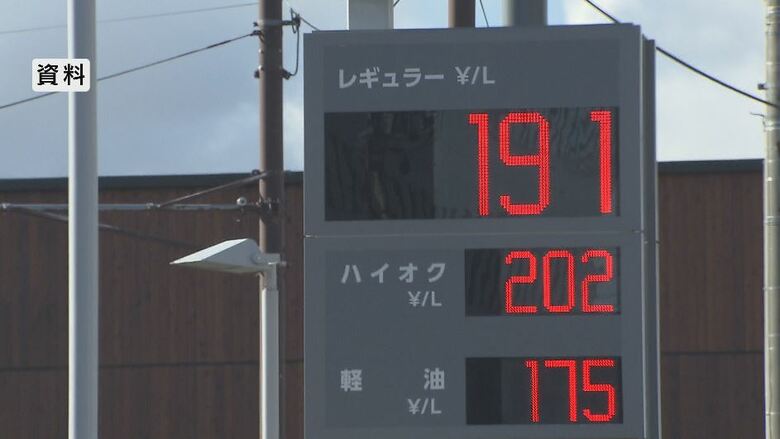 資料
レギュラー ¥/L
191
ハイオク
¥/L
202
軽 油
¥/L
175